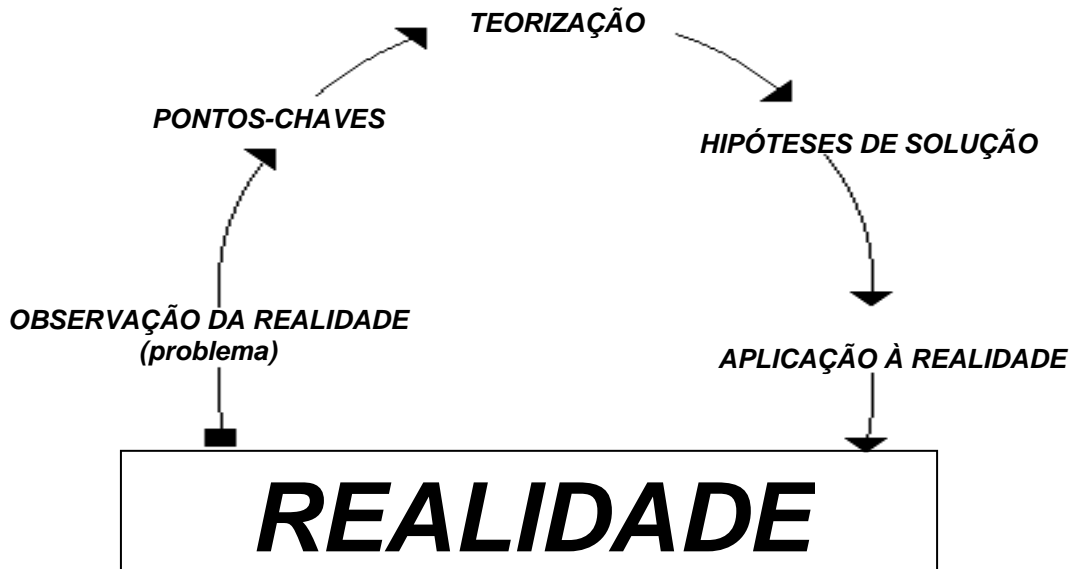 TEORIZAÇÃO
PONTOS-CHAVES
HIPÓTESES DE SOLUÇÃO
OBSERVAÇÃO DA REALIDADE
(problema)
APLICAÇÃO À REALIDADE
REALIDADE